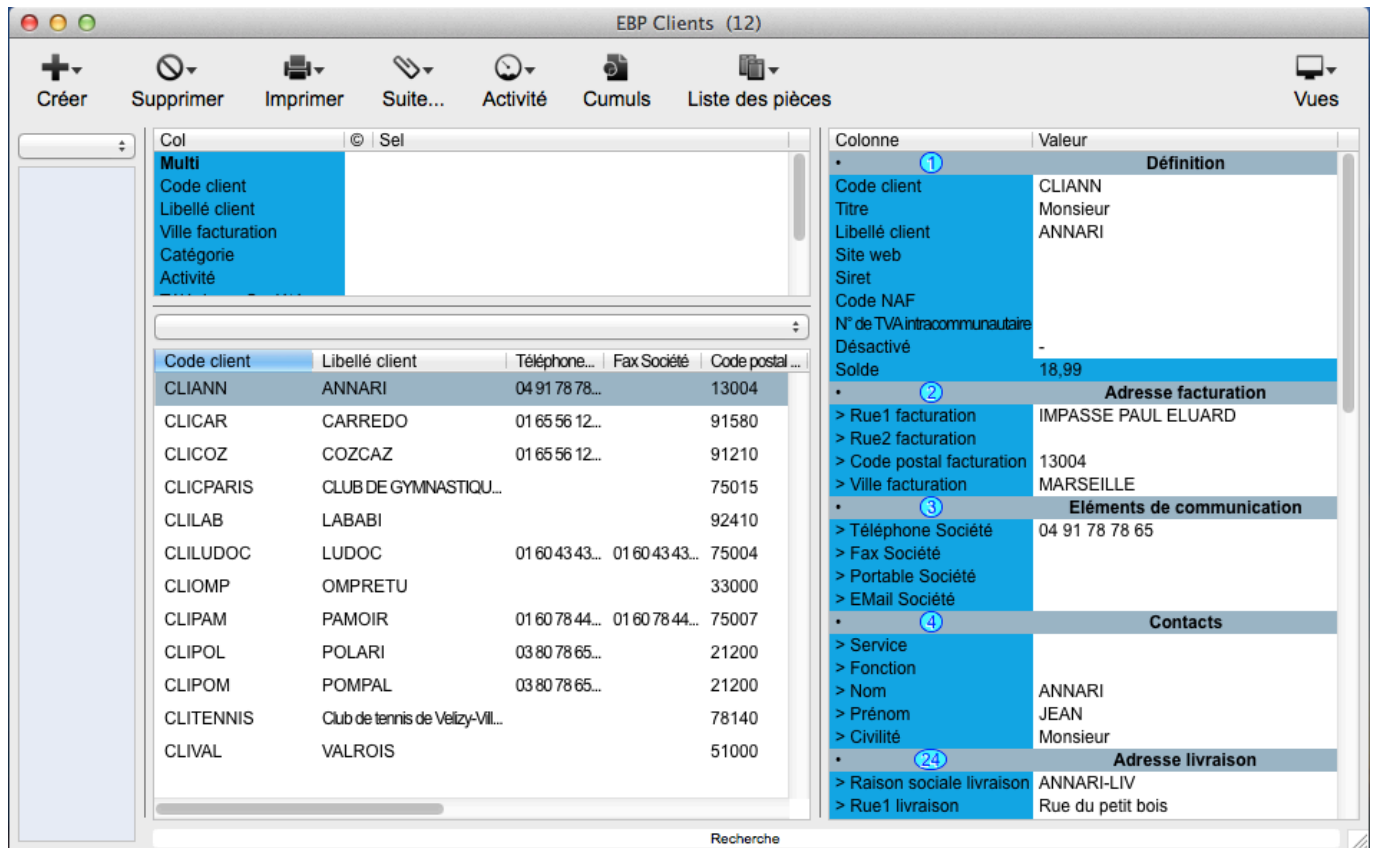 EBP Clients (12)
Créer Supprimer Imprimer Suite... Activité Cumuls Liste des pièces Vues
Col © Sel
Multi
Code client
Libellé client
Ville facturation
Catégorie
Activité
Code client Libellé client Téléphone... Fax Société Code postal ...
CLIANN ANNARI 04 91 78 78... 13004
CLICAR CARREDO 01 65 56 12... 91580
CLICOZ COZCAZ 01 65 56 12... 91210
CLICPARIS CLUB DE GYMNASTIQU... 75015
CLILAB LABABI 92410
CLILUDOC LUDOC 01 60 43 43... 01 60 43 43... 75004
CLIOMP OMPRETU 33000
CLIPAM PAMOIR 01 60 78 44... 01 60 78 44... 75007
CLIPOL POLARI 03 80 78 65... 21200
CLIPOM POMPAL 03 80 78 65... 21200
CLITENNIS Club de tennis de Velizy-Vill... 78140
CLIVAL VALROIS 51000
Colonne Valeur
• 1 Définition
Code client CLIANN
Titre Monsieur
Libellé client ANNARI
Site web
Siret
Code NAF
N° de TVA intracommunautaire
Désactivé -
Solde 18,99
• 2 Adresse facturation
> Rue1 facturation IMPASSE PAUL ELUARD
> Rue2 facturation
> Code postal facturation 13004
> Ville facturation MARSEILLE
• 3 Eléments de communication
> Téléphone Société 04 91 78 78 65
> Fax Société
> Portable Société
> EMail Société
• 4 Contacts
> Service
> Fonction
> Nom ANNARI
> Prénom JEAN
> Civilité Monsieur
• 24 Adresse livraison
> Raison sociale livraison ANNARI-LIV
> Rue1 livraison Rue du petit bois
Recherche